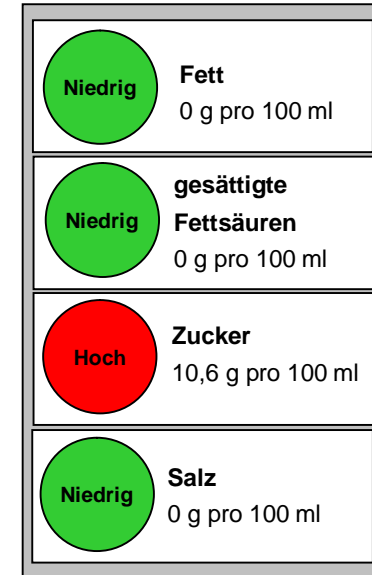 Niedrig
Fett
0 g pro 100 ml
Niedrig
gesättigte
Fettsäuren
0 g pro 100 ml
Hoch
Zucker
10,6 g pro 100 ml
Niedrig
Salz
0 g pro 100 ml